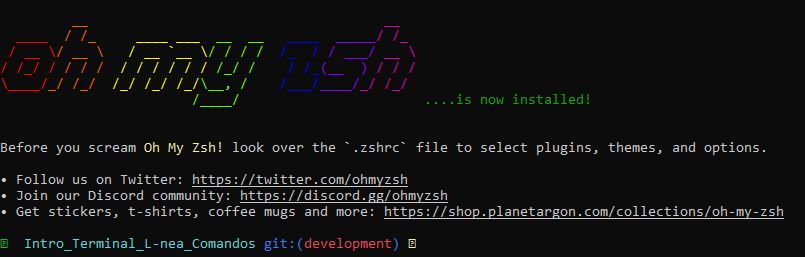 oh my zsh
....is now installed!
Before you scream Oh My Zsh! look over the `.zshrc` file to select plugins, themes, and options.
• Follow us on Twitter: https://twitter.com/ohmyzsh
• Join our Discord community: https://discord.gg/ohmyzsh
• Get stickers, t-shirts, coffee mugs and more: https://shop.planetargon.com/collections/oh-my-zsh
Intro_Terminal_L-nea_Comandos git:(development)